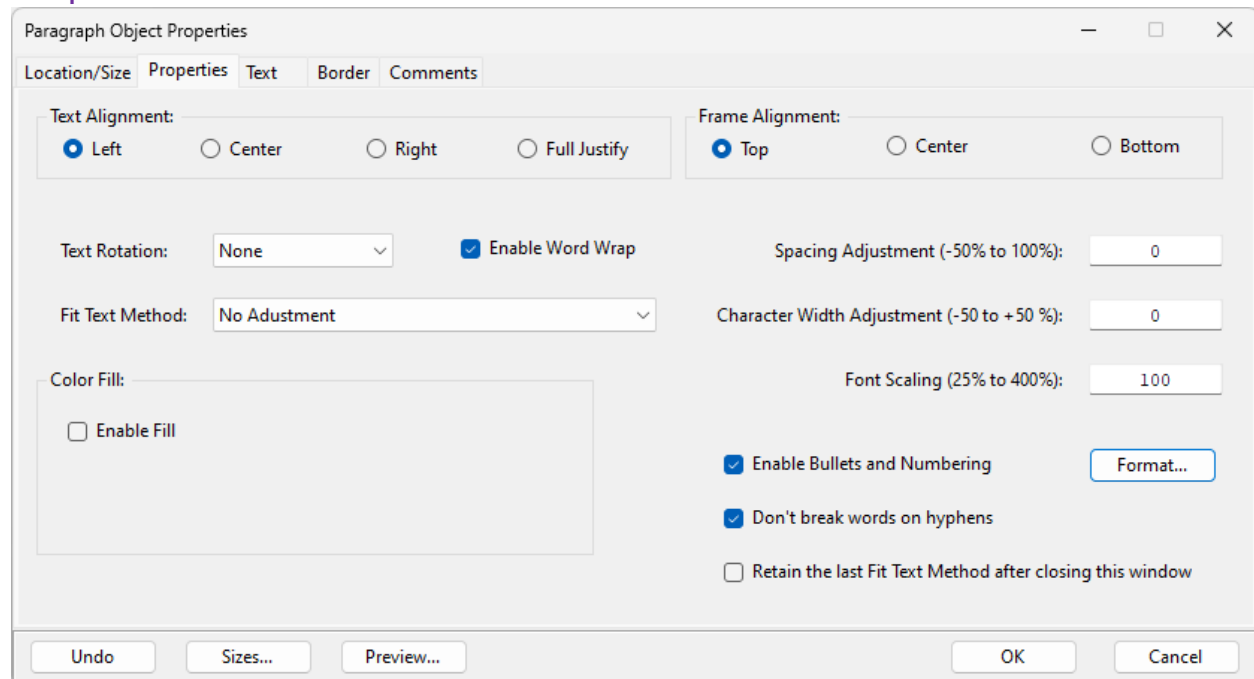 Paragraph Object Properties
Location/Size Properties Text Border Comments
Text Alignment:
Left Center Right Full Justify
Frame Alignment:
Top Center Bottom
Text Rotation: None Enable Word Wrap
Spacing Adjustment (-50% to 100%): 0
Fit Text Method: No Adustment
Character Width Adjustment (-50 to +50 %): 0
Color Fill:
Enable Fill
Font Scaling (25% to 400%): 100
Enable Bullets and Numbering Format...
Don't break words on hyphens
Retain the last Fit Text Method after closing this window
Undo Sizes... Preview... OK Cancel